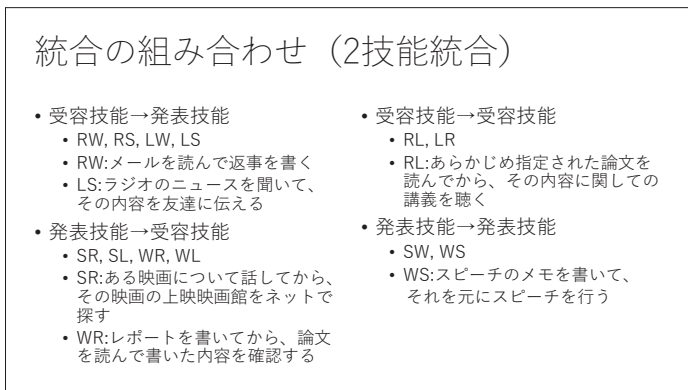 統合の組み合わせ（2技能統合）
• 受容技能→発表技能
• RW, RS, LW, LS
• RW:メールを読んで返事を書く
• LS:ラジオのニュースを聞いて、
その内容を友達に伝える
• 発表技能→受容技能
• SR, SL, WR, WL
• SR:ある映画について話してから、
その映画の上映映画館をネットで
探す
• WR:レポートを書いてから、論文
を読んで書いた内容を確認する
• 受容技能→受容技能
• RL, LR
• RL:あらかじめ指定された論文を
読んでから、その内容に関しての
講義を聴く
• 発表技能→発表技能
• SW, WS
• WS:スピーチのメモを書いて、
それを元にスピーチを行う